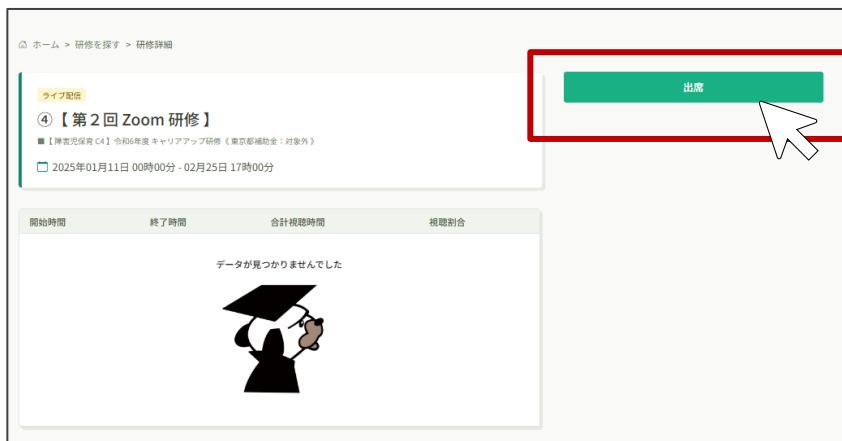 ホーム > 研修を探す > 研修詳細
ライブ配信
④【 第２回 Zoom 研修 】
■【 障害児保育 C4 】令和6年度 キャリアアップ研修《 東京都補助金：対象外 》
2025年01月11日 00時00分 - 02月25日 17時00分
出席
開始時間 終了時間 合計視聴時間 視聴割合
データが見つかりませんでした